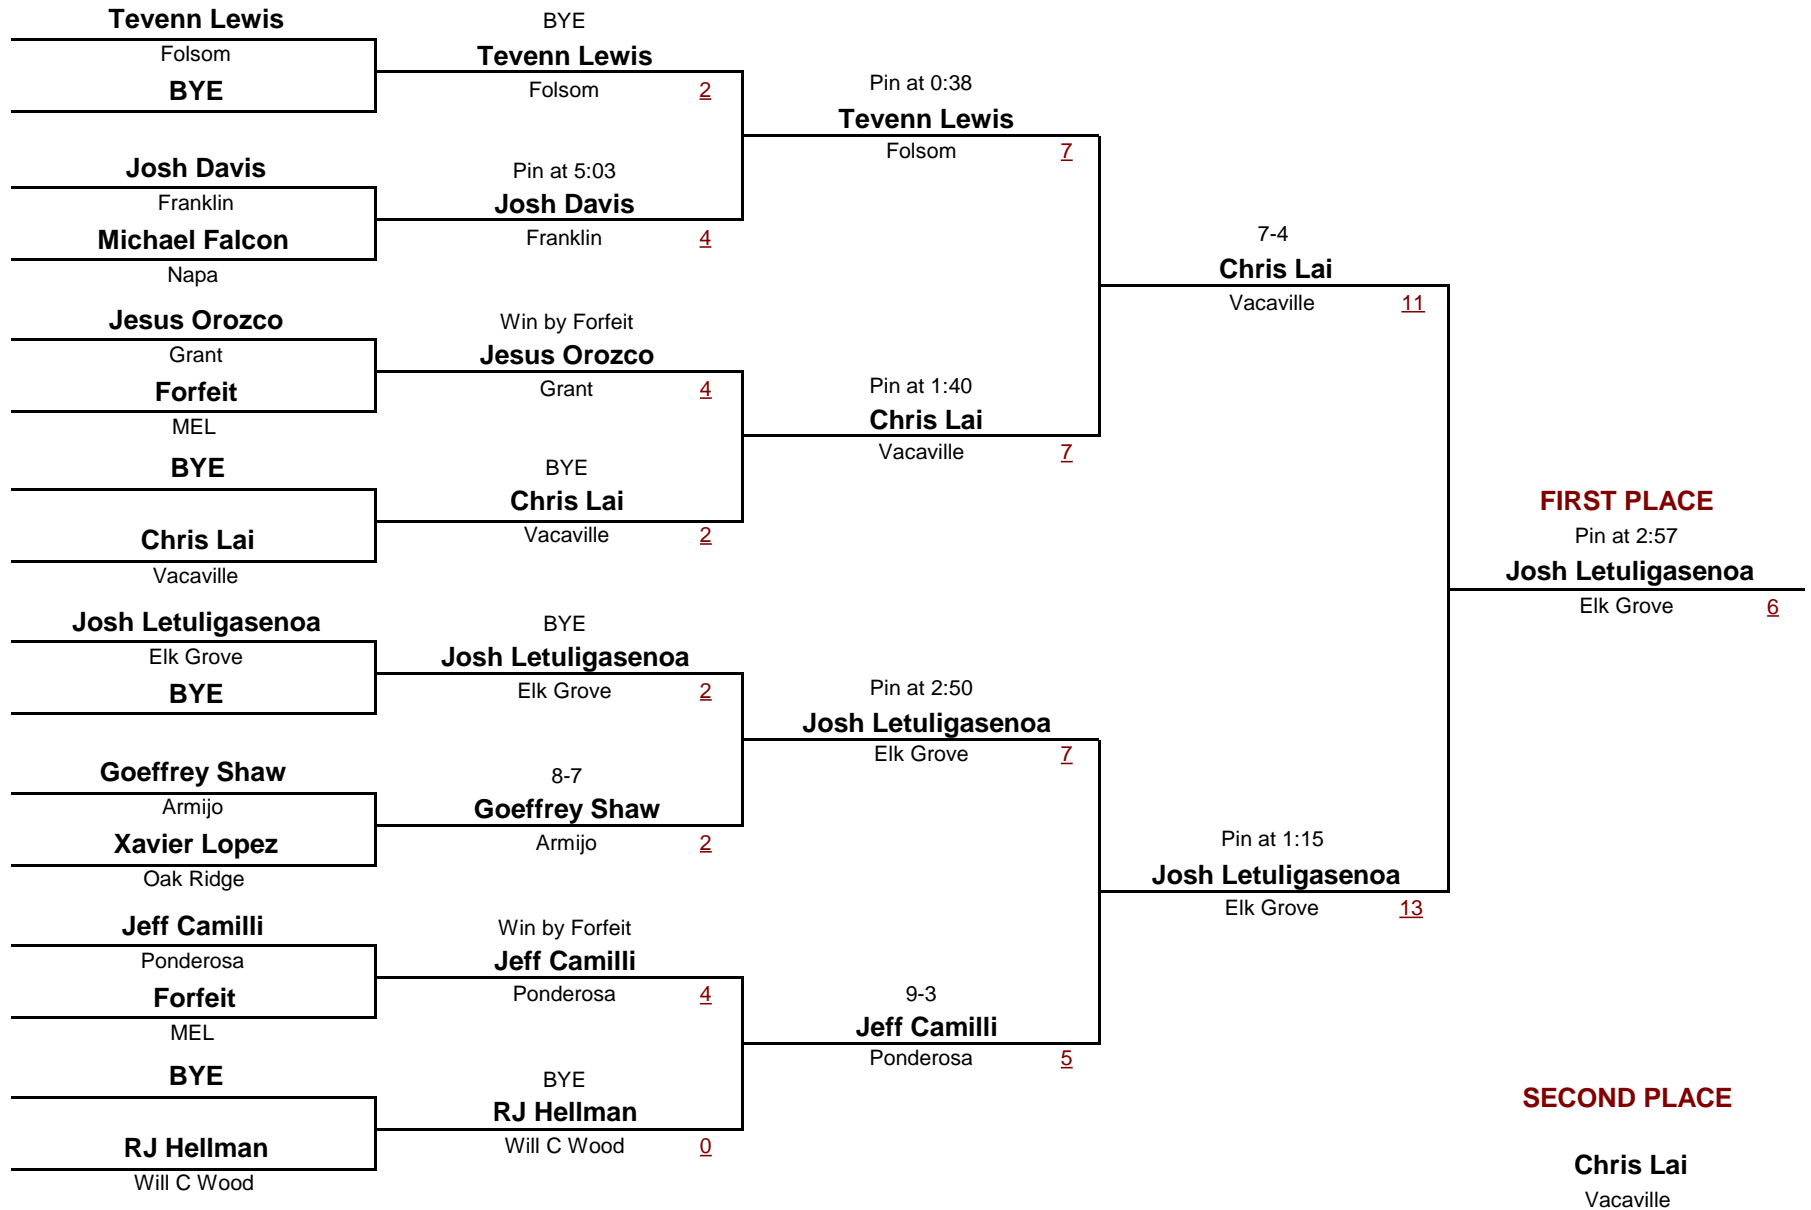 Tevenn Lewis
Folsom
BYE
Josh Davis
Franklin
Michael Falcon
Napa
Jesus Orozco
Grant
Forfeit
MEL
BYE
Chris Lai
Vacaville
Josh Letuligasenoa
Elk Grove
BYE
Goeffrey Shaw
Armijo
Xavier Lopez
Oak Ridge
Jeff Camilli
Ponderosa
Forfeit
MEL
BYE
RJ Hellman
Will C Wood
BYE
Tevenn Lewis
Folsom 2
Pin at 5:03
Josh Davis
Franklin 4
Win by Forfeit
Jesus Orozco
Grant 4
BYE
Chris Lai
Vacaville 2
BYE
Josh Letuligasenoa
Elk Grove 2
8-7
Goeffrey Shaw
Armijo 2
Win by Forfeit
Jeff Camilli
Ponderosa 4
BYE
RJ Hellman
Will C Wood 0
Pin at 0:38
Tevenn Lewis
Folsom 7
Pin at 1:40
Chris Lai
Vacaville 7
Pin at 2:50
Josh Letuligasenoa
Elk Grove 7
9-3
Jeff Camilli
Ponderosa 5
7-4
Chris Lai
Vacaville 11
Pin at 1:15
Josh Letuligasenoa
Elk Grove 13
FIRST PLACE
Pin at 2:57
Josh Letuligasenoa
Elk Grove 6
SECOND PLACE
Chris Lai
Vacaville